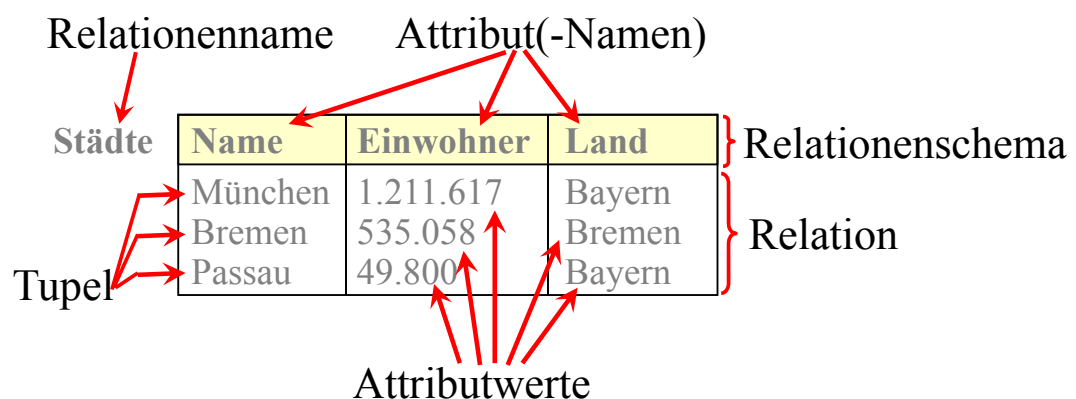 Relationenname Attribut(-Namen)
Städte Name Einwohner Land Relationenschema
München 1.211.617 Bayern
Bremen 535.058 Bremen Relation
Passau 49.800 Bayern
Tupel
Attributwerte